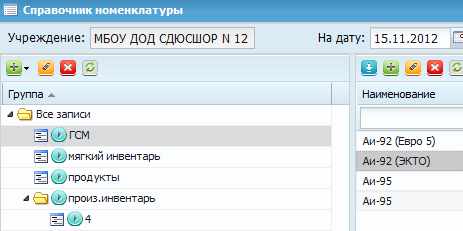 Справочник номенклатуры
Учреждение: МБОУ ДОД СДЮСШОР N 12 На дату: 15.11.2012
Группа
Все записи
ГСМ
мягкий инвентарь
продукты
произ.инвентарь
4
Наименование
Аи-92 (Евро 5)
Аи-92 (ЭКТО)
Аи-95
Аи-95